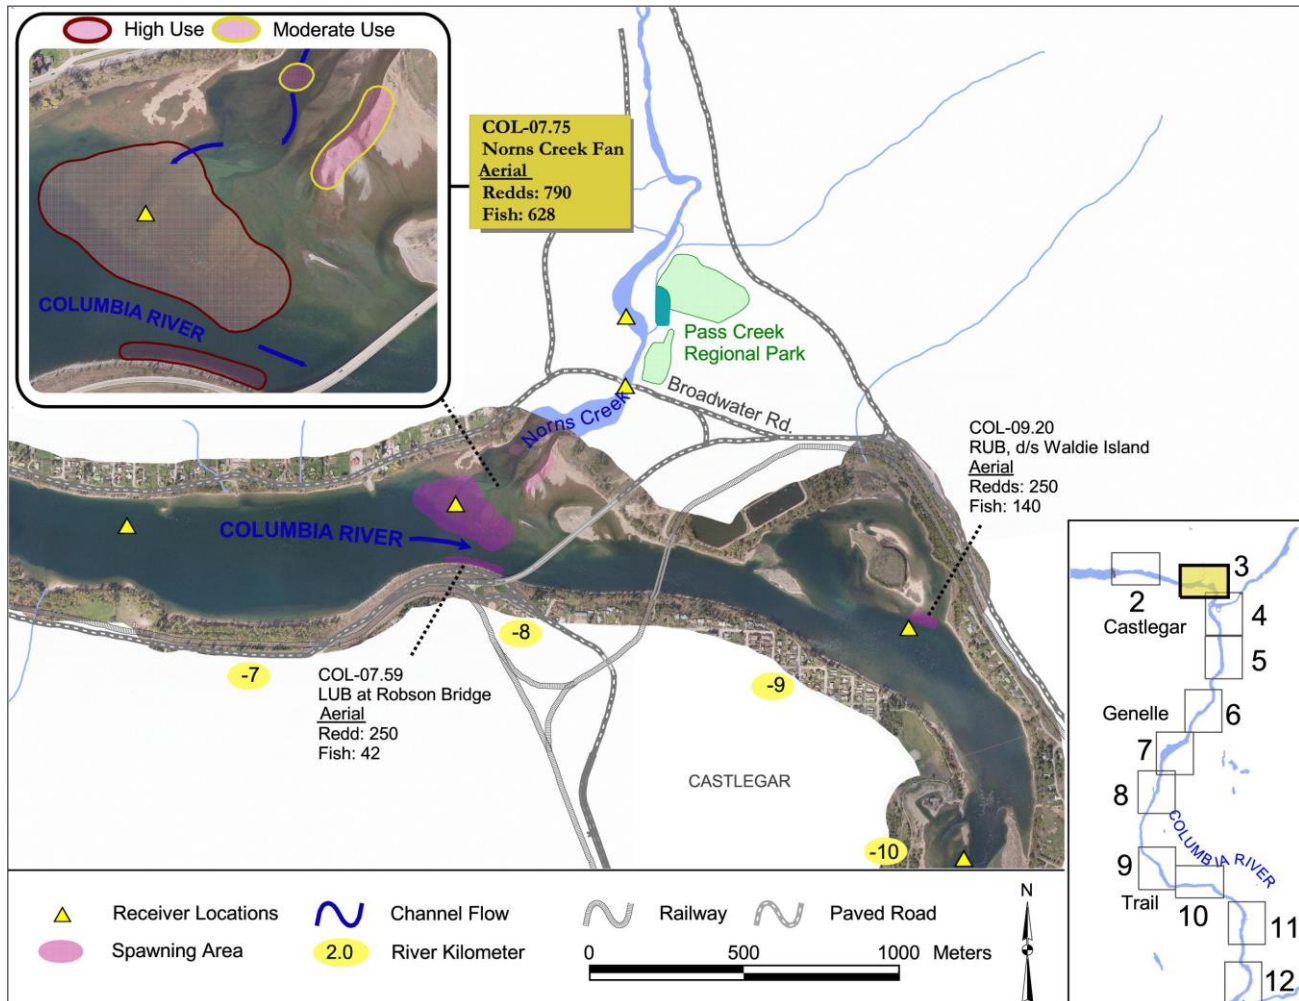 High Use
Moderate Use
COLUMBIA RIVER
COL-07.75
Norns Creek Fan
Aerial
Redds: 790
Fish: 628
Pass Creek
Regional Park
Broadwater Rd.
Norns Creek
COLUMBIA RIVER
COL-09.20
RUB, d/s Waldie Island
Aerial
Redds: 250
Fish: 140
-7
-8
-9
-10
COL-07.59
LUB at Robson Bridge
Aerial
Redd: 250
Fish: 42
CASTLEGAR
2
3
Castlegar
4
5
Genelle
6
7
8
COLUMBIA RIVER
9
Trail
10
11
12
Receiver Locations
Channel Flow
Railway
Paved Road
Spawning Area
2.0
River Kilometer
0 500 1000 Meters
N